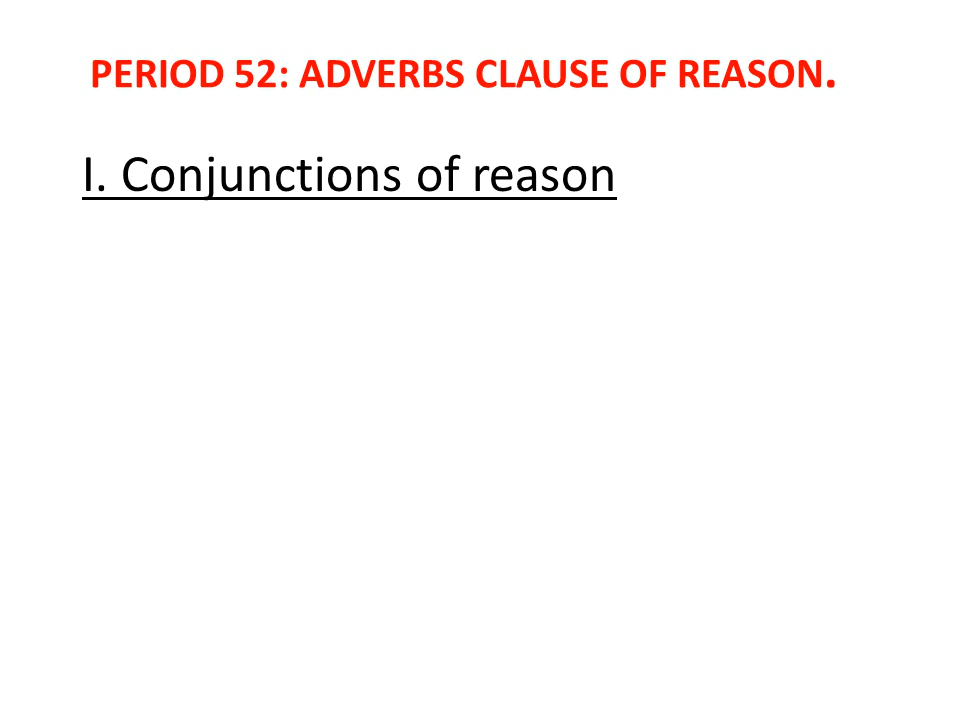 PERIOD 52: ADVERBS CLAUSE OF REASON.
I. Conjunctions of reason